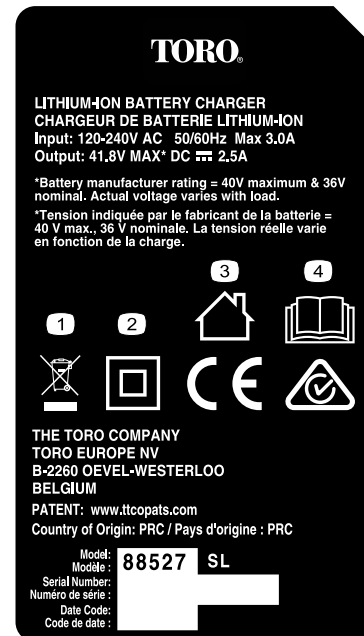 TORO.
LITHIUM-ION BATTERY CHARGER
CHARGEUR DE BATTERIE LITHIUM-ION
Input: 120-240V AC 50/60Hz Max 3.0A
Output: 41.8V MAX* DC 2.5A
*Battery manufacturer rating = 40V maximum & 36V
nominal. Actual voltage varies with load.
*Tension indiquée par le fabricant de la batterie =
40 V max., 36 V nominale. La tension réelle varie
en fonction de la charge.
3 4
1 2
CE
THE TORO COMPANY
TORO EUROPE NV
B-2260 OEVEL-WESTERLOO
BELGIUM
PATENT: www.ttcopats.com
Country of Origin: PRC / Pays d'origine : PRC
Model:
Modèle : 88527 SL
Serial Number:
Numéro de série :
Date Code:
Code de date :